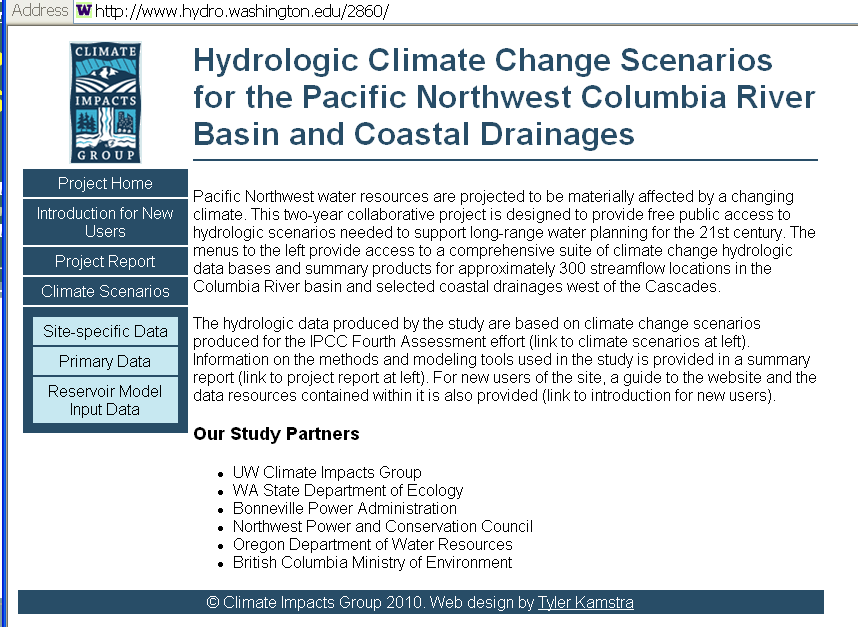 Address http://www.hydro.washington.edu/2860/
CLIMATE
IMPACTS
GROUP
Hydrologic Climate Change Scenarios
for the Pacific Northwest Columbia River
Basin and Coastal Drainages
Project Home
Introduction for New
Users
Project Report
Climate Scenarios
Site-specific Data
Primary Data
Reservoir Model
Input Data
Pacific Northwest water resources are projected to be materially affected by a changing
climate. This two-year collaborative project is designed to provide free public access to
hydrologic scenarios needed to support long-range water planning for the 21st century. The
menus to the left provide access to a comprehensive suite of climate change hydrologic
data bases and summary products for approximately 300 streamflow locations in the
Columbia River basin and selected coastal drainages west of the Cascades.
The hydrologic data produced by the study are based on climate change scenarios
produced for the IPCC Fourth Assessment effort (link to climate scenarios at left).
Information on the methods and modeling tools used in the study is provided in a summary
report (link to project report at left). For new users of the site, a guide to the website and the
data resources contained within it is also provided (link to introduction for new users).
Our Study Partners
• UW Climate Impacts Group
• WA State Department of Ecology
• Bonneville Power Administration
• Northwest Power and Conservation Council
• Oregon Department of Water Resources
• British Columbia Ministry of Environment
© Climate Impacts Group 2010. Web design by Tyler Kamstra